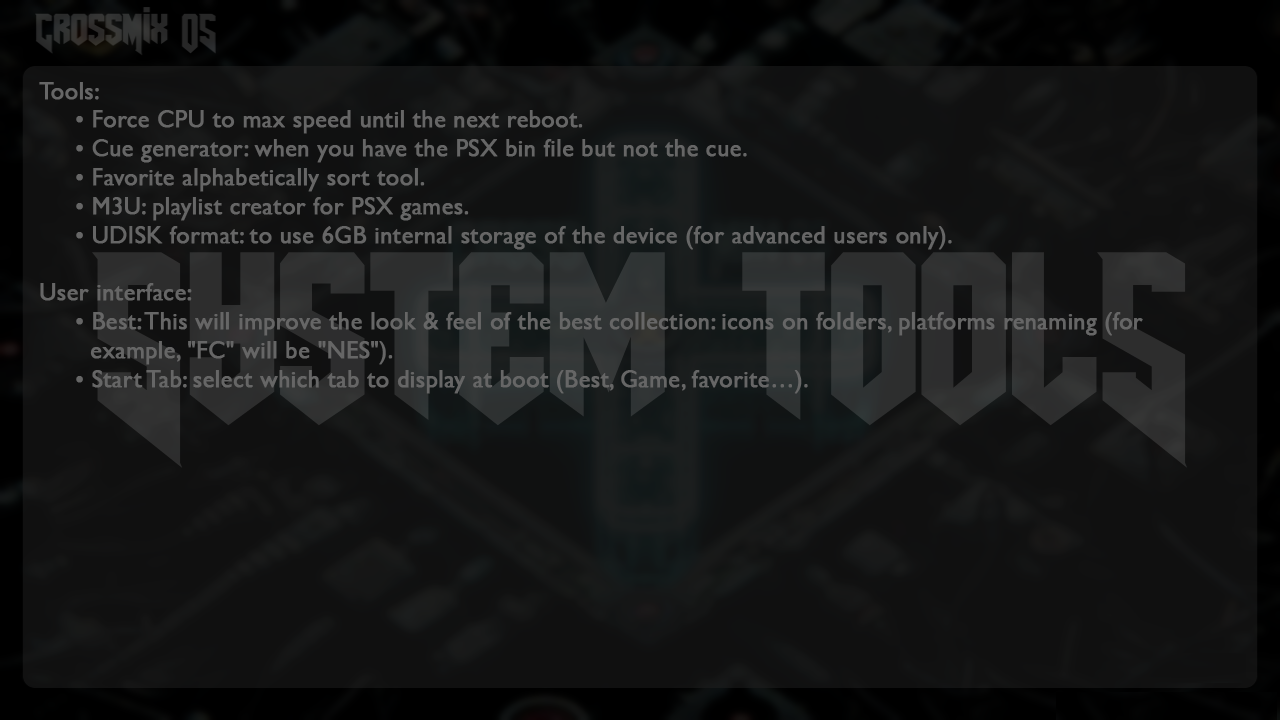 CROSSMIX OS
Tools:
• Force CPU to max speed until the next reboot.
• Cue generator: when you have the PSX bin file but not the cue.
• Favorite alphabetically sort tool.
• M3U: playlist creator for PSX games.
• UDISK format: to use 6GB internal storage of the device (for advanced users only).
SYSTEM TOOLS
User interface:
• Best: This will improve the look & feel of the best collection: icons on folders, platforms renaming (for
example, "FC" will be "NES").
• Start Tab: select which tab to display at boot (Best, Game, favorite...).